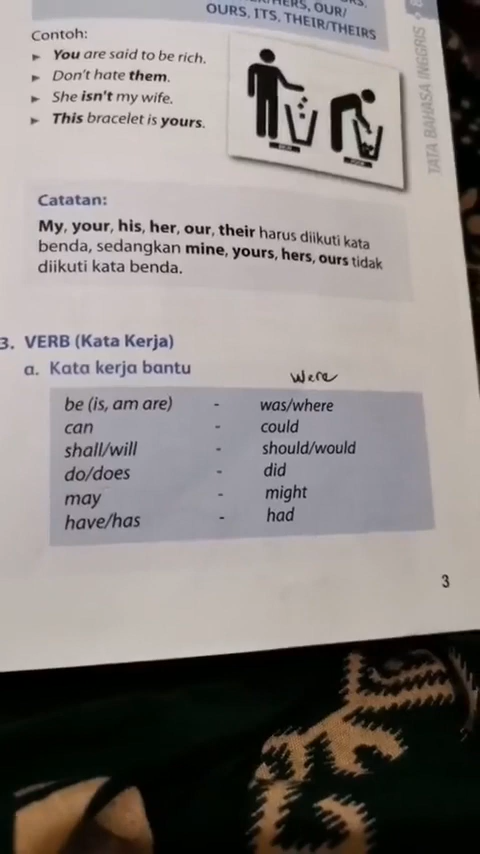 OURS, ITS, THEIR/THEIRS
Contoh:
► You are said to be rich.
► Don't hate them.
► She isn't my wife.
► This bracelet is yours.
TATA BAHASA INGGRIS
Catatan:
My, your, his, her, our, their harus diikuti kata
benda, sedangkan mine, yours, hers, ours tidak
diikuti kata benda.
3. VERB (Kata Kerja)
a. Kata kerja bantu
were
be (is, am are) - was/where
can - could
shall/will - should/would
do/does - did
may - might
have/has - had
3